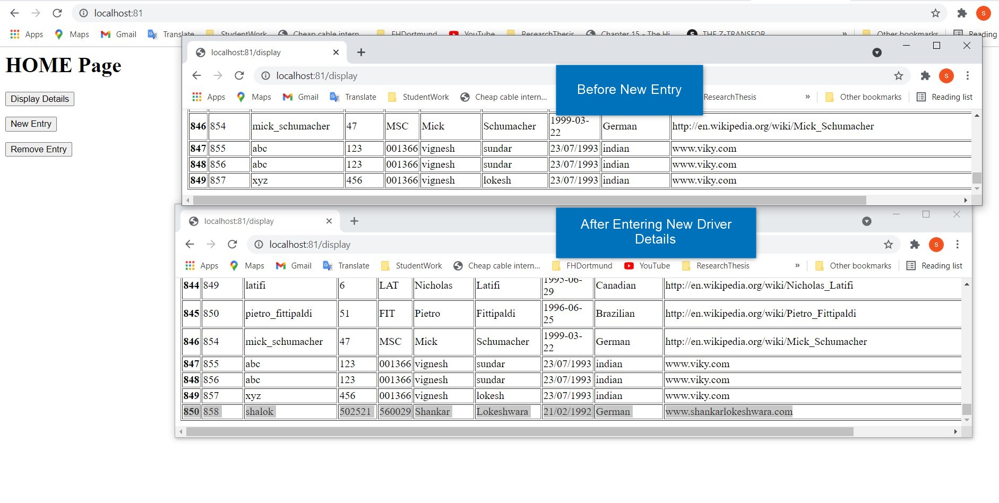 localhost:81
S
Apps Maps Gmail Translate StudentWork Cheap cable intern... FHDortmund YouTube ResearchThesis Chapter 15 - The Hi... THE Z-TRANSFOR... » Other bookmarks Reading
HOME Page
Display Details
New Entry
Remove Entry
localhost:81/display
localhost:81/display
S
Before New Entry
Apps Maps Gmail Translate StudentWork Cheap cable intern... ResearchThesis » Other bookmarks Reading list
846 854 mick_schumacher 47 MSC Mick Schumacher 1999-03-
22 German http://en.wikipedia.org/wiki/Mick_Schumacher
847 855 abc 123 001366 vignesh sundar 23/07/1993 indian www.viky.com
848 856 abc 123 001366 vignesh sundar 23/07/1993 indian www.viky.com
849 857 xyz 456 001366 vignesh lokesh 23/07/1993 indian www.viky.com
After Entering New Driver
Details
localhost:81/display
localhost:81/display
S
Apps Maps Gmail Translate StudentWork Cheap cable intern... FHDortmund YouTube ResearchThesis » Other bookmarks Reading list
844 849 latifi 6 LAT Nicholas Latifi 1995-06-
29 Canadian http://en.wikipedia.org/wiki/Nicholas_Latifi
845 850 pietro_fittipaldi 51 FIT Pietro Fittipaldi 1996-06-
25 Brazilian http://en.wikipedia.org/wiki/Pietro_Fittipaldi
846 854 mick_schumacher 47 MSC Mick Schumacher 1999-03-
22 German http://en.wikipedia.org/wiki/Mick_Schumacher
847 855 abc 123 001366 vignesh sundar 23/07/1993 indian www.viky.com
848 856 abc 123 001366 vignesh sundar 23/07/1993 indian www.viky.com
849 857 xyz 456 001366 vignesh lokesh 23/07/1993 indian www.viky.com
850 858 shalok 502521 560029 Shankar Lokeshwara 21/02/1992 German www.shankarlokeshwara.com